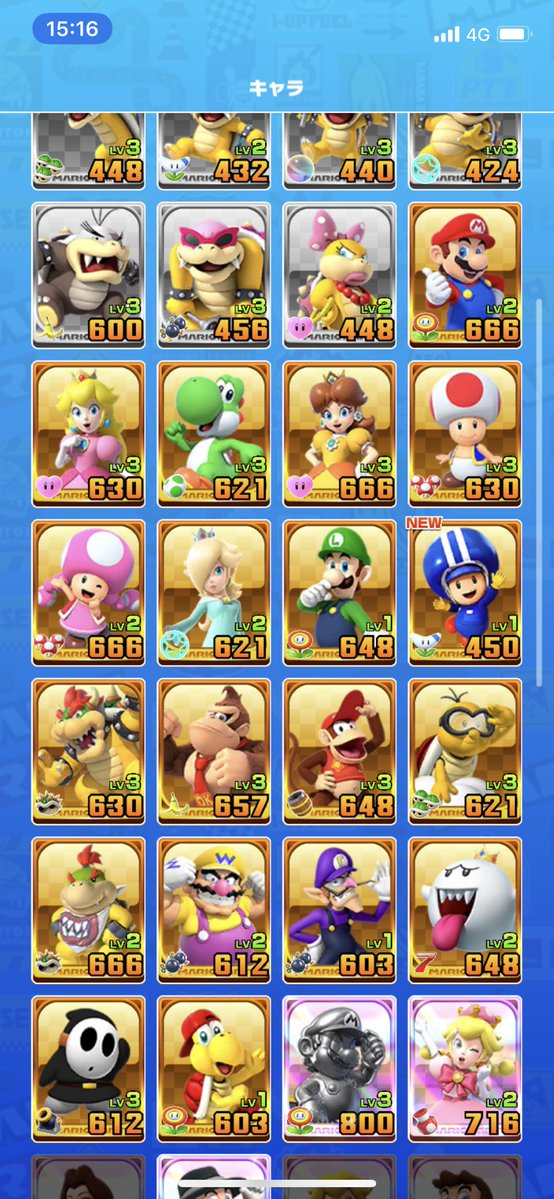 15:16
4G
キャラ
LV3 LV2 LV3 LV3
448 432 440 424
LV3 LV3 LV2 LV2
600 456 448 666
LV3 LV3 LV3 LV3
630 621 666 630
NEW
LV2 LV2 LV1 LV1
666 621 648 450
LV3 LV3 LV3 LV3
630 657 648 621
LV2 LV2 LV1 LV2
666 612 603 648
LV3 LV1 LV3 LV2
612 603 800 716